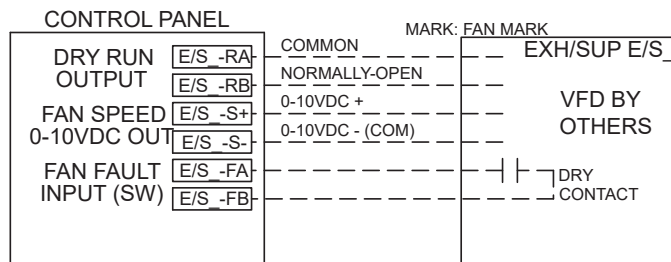 CONTROL PANEL
MARK: FAN MARK
DRY RUN
OUTPUT
E/S_-RA
COMMON
E/S_-RB
NORMALLY-OPEN
FAN SPEED
0-10VDC OUT
E/S_-S+
0-10VDC +
E/S_-S-
0-10VDC - (COM)
FAN FAULT
INPUT (SW)
E/S_-FA
E/S_-FB
EXH/SUP E/S_
VFD BY
OTHERS
DRY
CONTACT